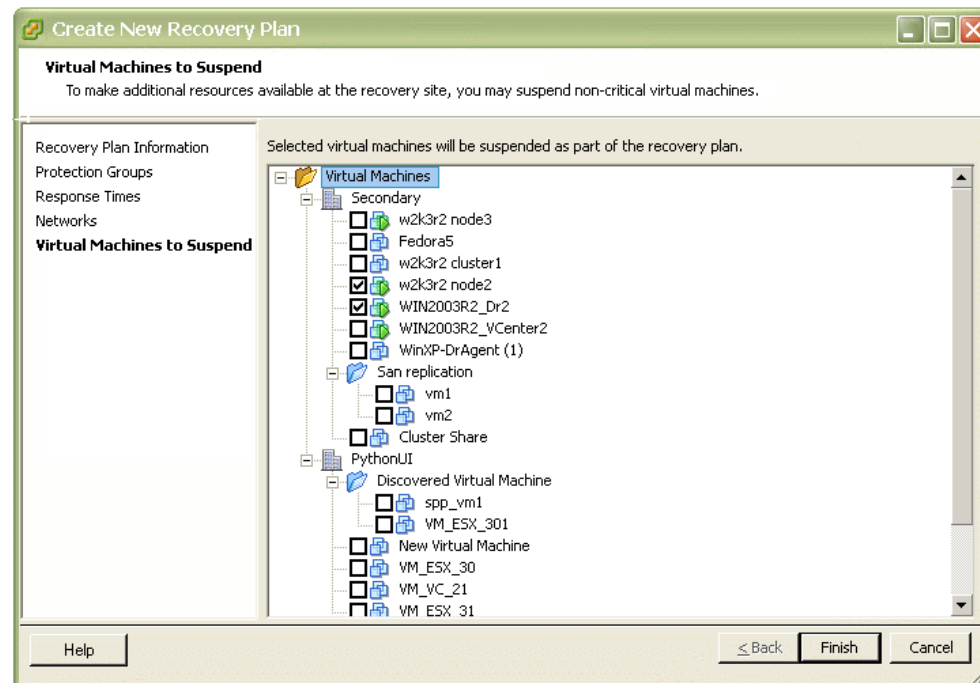 Create New Recovery Plan
Virtual Machines to Suspend
To make additional resources available at the recovery site, you may suspend non-critical virtual machines.
Recovery Plan Information
Protection Groups
Response Times
Networks
Virtual Machines to Suspend
Selected virtual machines will be suspended as part of the recovery plan.
Virtual Machines
Secondary
w2k3r2 node3
Fedora5
w2k3r2 cluster1
w2k3r2 node2
WIN2003R2_Dr2
WIN2003R2_VCenter2
WinXP-DrAgent (1)
San replication
vm1
vm2
Cluster Share
PythonUI
Discovered Virtual Machine
spp_vm1
VM_ESX_301
New Virtual Machine
VM_ESX_30
VM_VC_21
VM_ESX_31
Help
< Back
Finish
Cancel